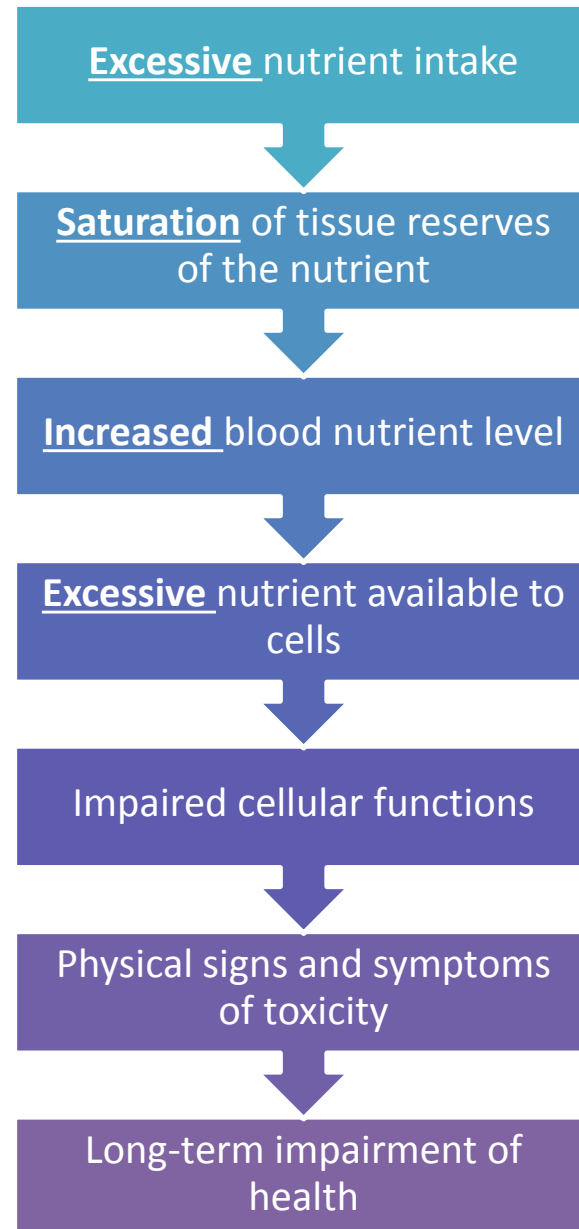 Excessive nutrient intake
Saturation of tissue reserves
of the nutrient
Increased blood nutrient level
Excessive nutrient available to
cells
Impaired cellular functions
Physical signs and symptoms
of toxicity
Long-term impairment of
health